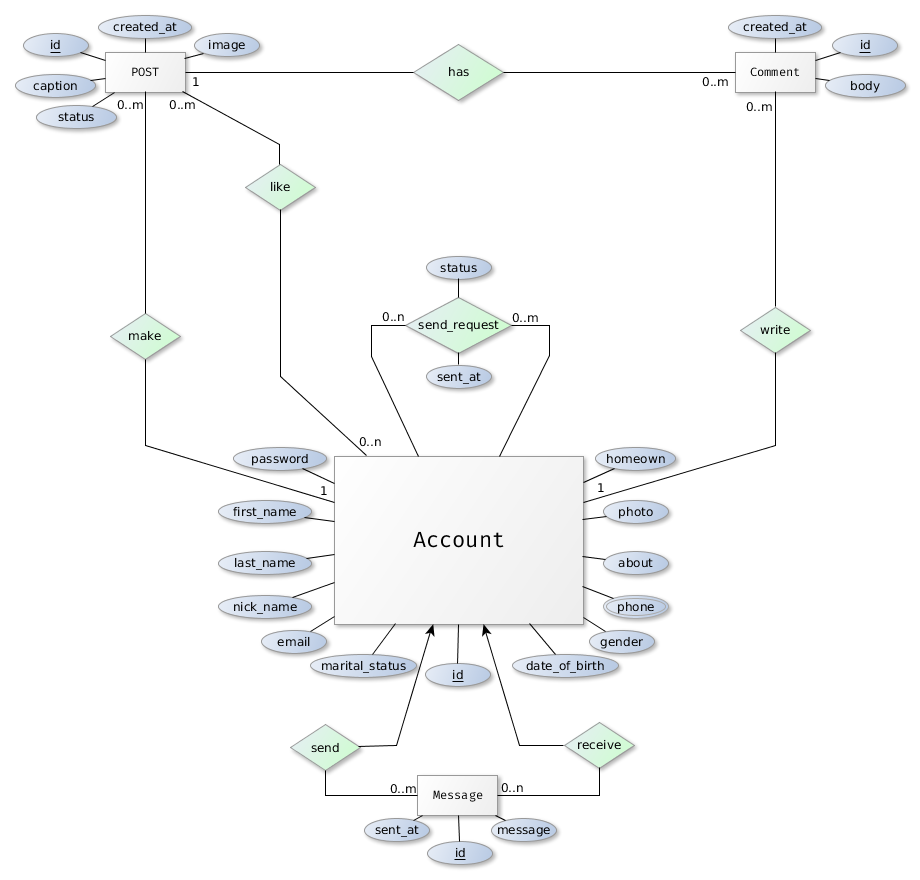 created_at
created_at
id
image
id
POST
has
Comment
1
0..m
caption
body
0..m
0..m
0..m
status
like
status
0..n
send_request
0..m
make
write
sent_at
0..n
password
homeown
1
1
first_name
photo
Account
last_name
about
nick_name
phone
email
gender
marital_status
date_of_birth
id
send
receive
0..m
0..n
Message
sent_at
message
id